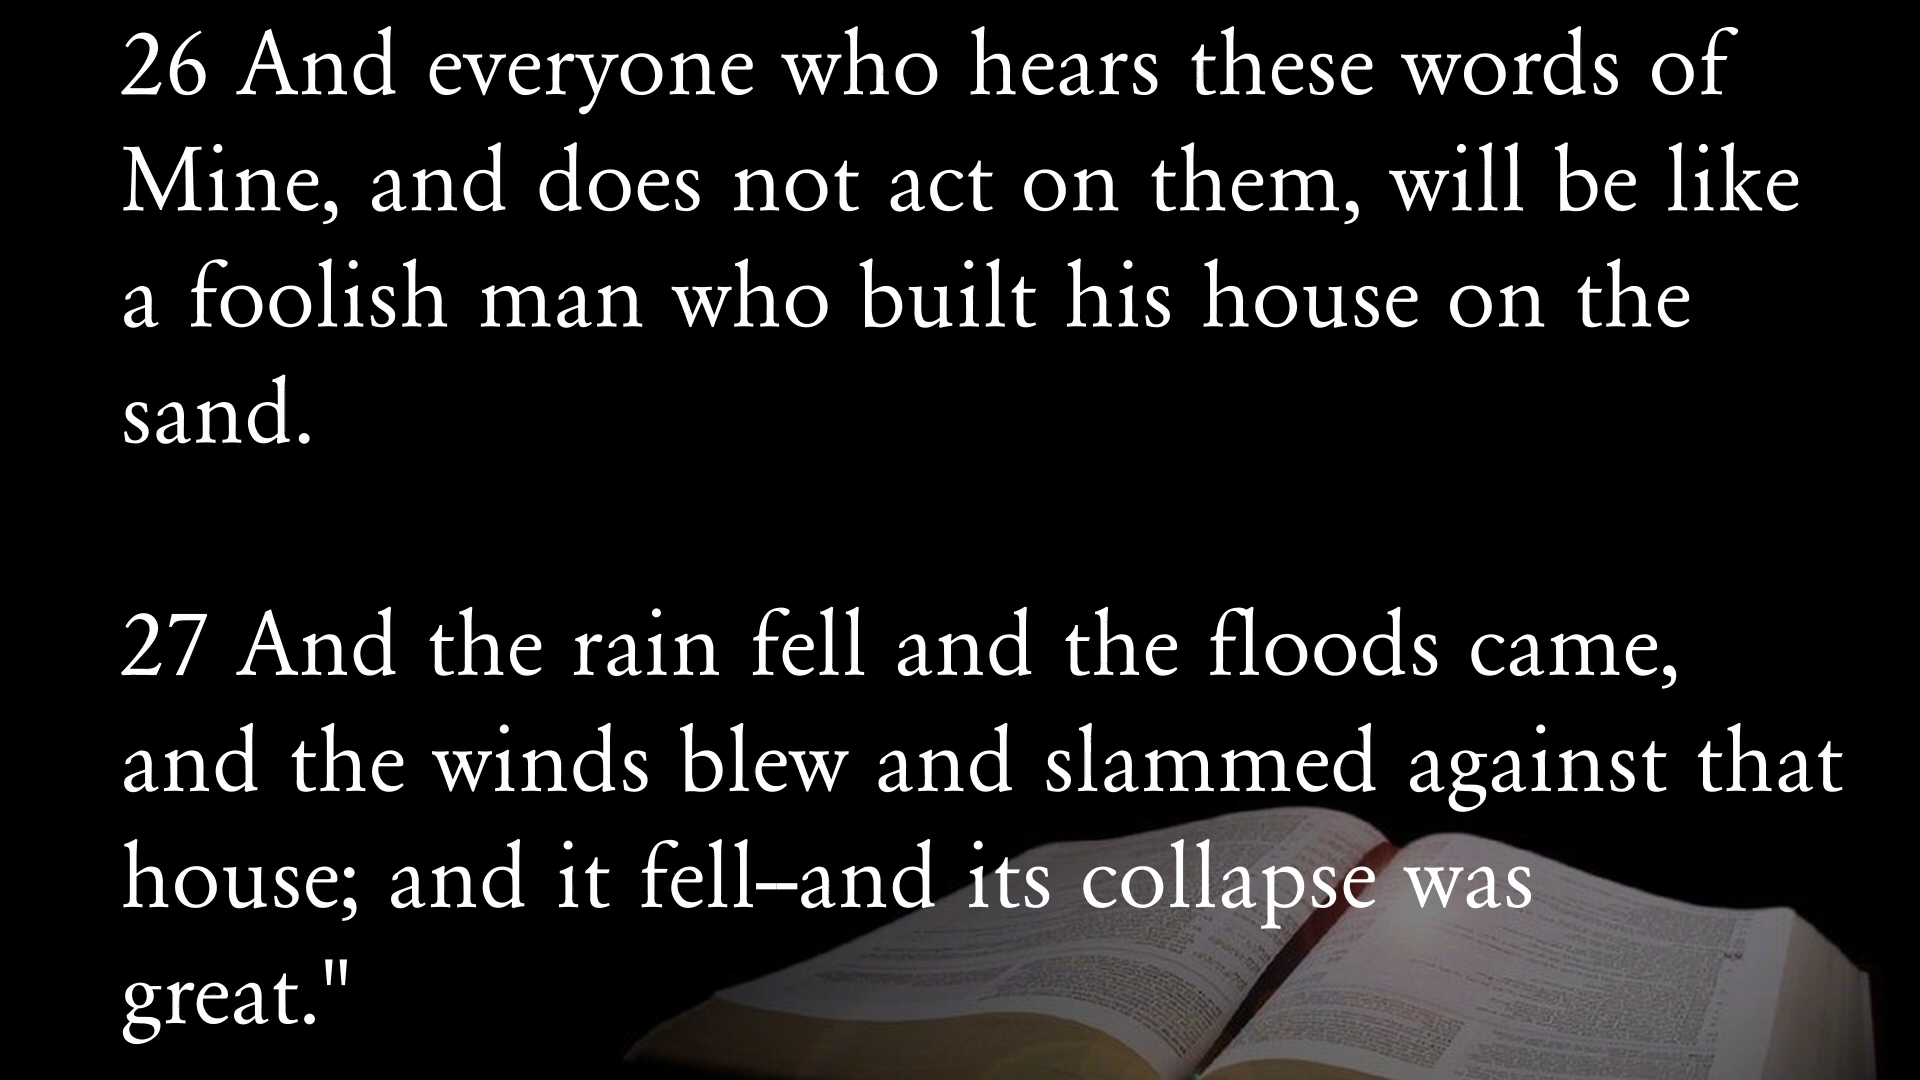 26 And everyone who hears these words of
Mine, and does not act on them, will be like
a foolish man who built his house on the
sand.
27 And the rain fell and the floods came,
and the winds blew and slammed against that
house; and it fell–and its collapse was
great."